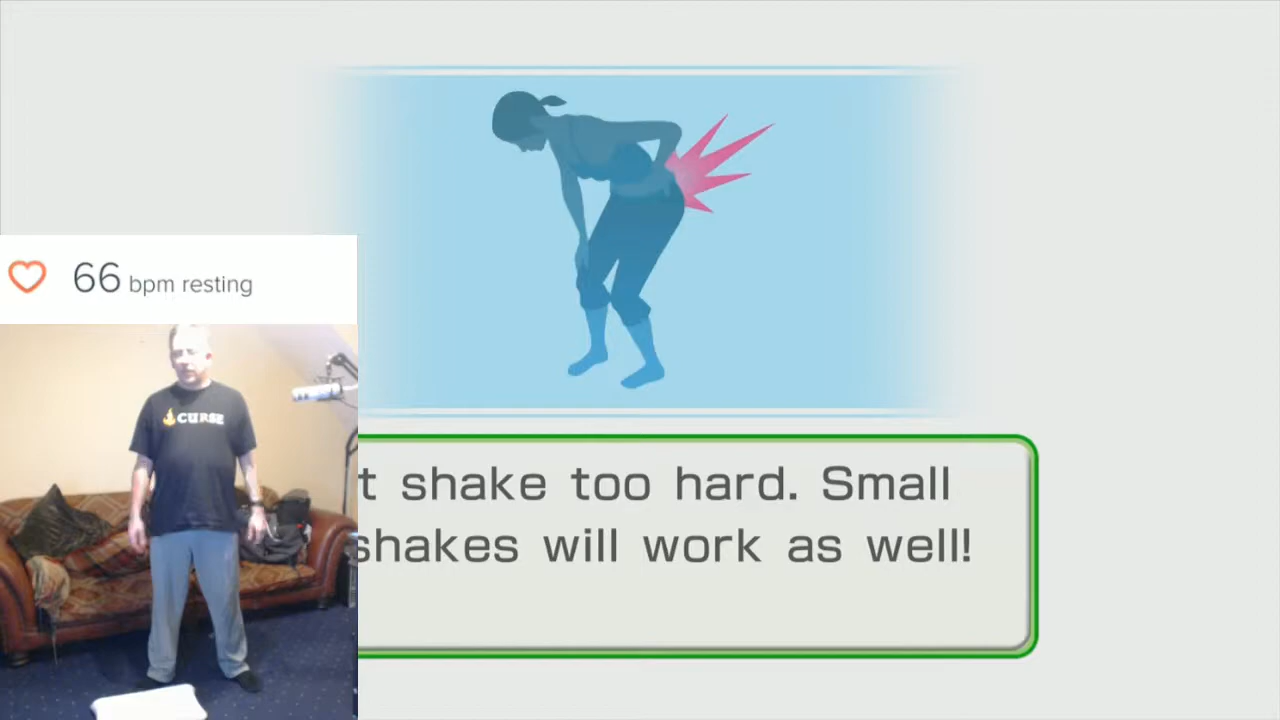 66 bpm resting
CURSE
t shake too hard. Small
shakes will work as well!